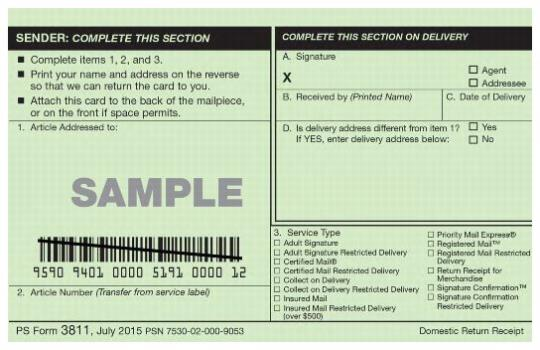 SENDER: COMPLETE THIS SECTION
■ Complete items 1, 2, and 3.
■ Print your name and address on the reverse
so that we can return the card to you.
■ Attach this card to the back of the mailpiece,
or on the front if space permits.
1. Article Addressed to:
SAMPLE
9590 9401 0000 5191 0000 12
2. Article Number (Transfer from service label)
COMPLETE THIS SECTION ON DELIVERY
A. Signature
X
☐ Agent
☐ Addressee
B. Received by (Printed Name)
C. Date of Delivery
D. Is delivery address different from item 1? ☐ Yes
If YES, enter delivery address below: ☐ No
3. Service Type
☐ Adult Signature
☐ Adult Signature Restricted Delivery
☐ Certified Mail®
☐ Certified Mail Restricted Delivery
☐ Collect on Delivery
☐ Collect on Delivery Restricted Delivery
☐ Insured Mail
☐ Insured Mail Restricted Delivery
(over $500)
☐ Priority Mail Express®
☐ Registered Mail™
☐ Registered Mail Restricted
Delivery
☐ Return Receipt for
Merchandise
☐ Signature Confirmation™
☐ Signature Confirmation
Restricted Delivery
PS Form 3811, July 2015 PSN 7530-02-000-9053
Domestic Return Receipt